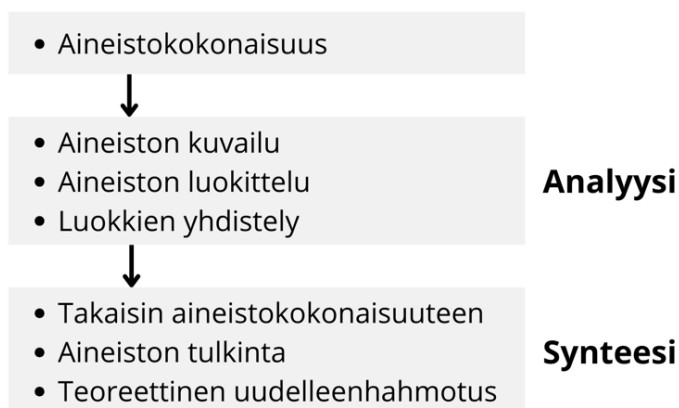 • Aineistokokonaisuus
• Aineiston kuvailu
• Aineiston luokittelu
• Luokkien yhdistely
Analyysi
• Takaisin aineistokokonaisuuteen
• Aineiston tulkinta
• Teoreettinen uudelleenhahmotus
Synteesi